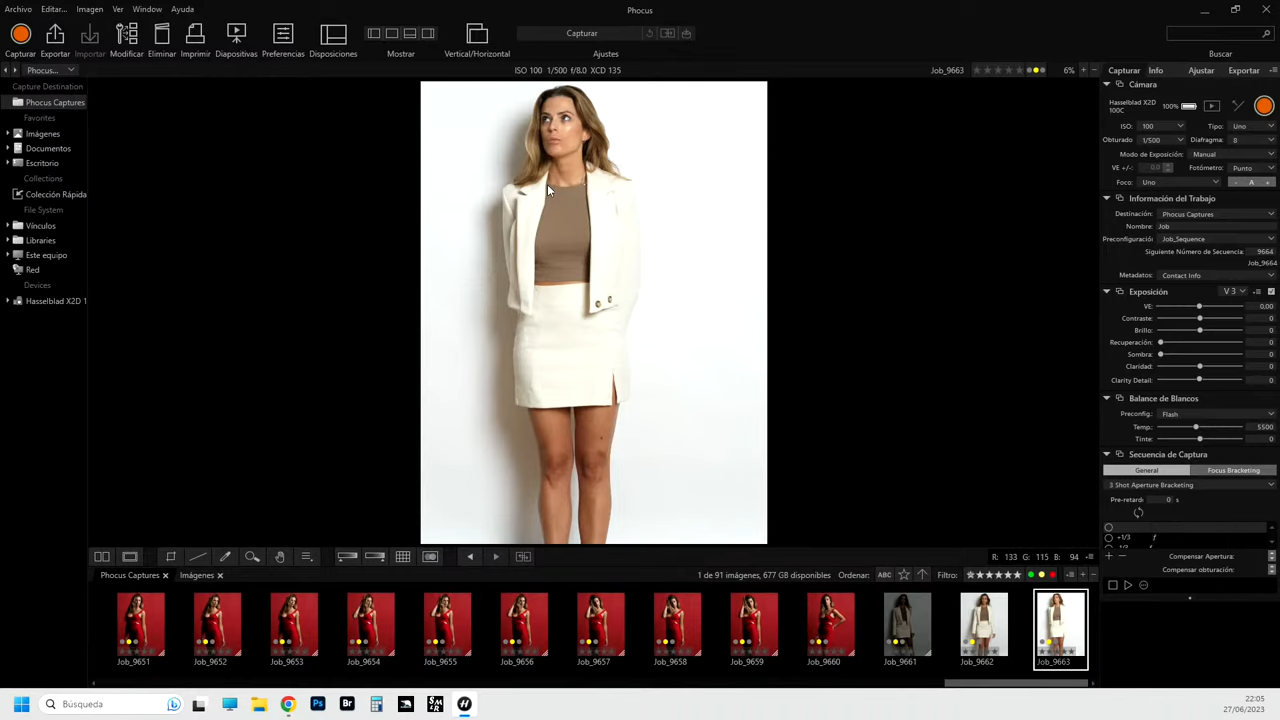 Archivo Editar... Imagen Ver Window Ayuda
Phocus
Capturar Exportar Importar Modificar Eliminar Imprimir Diapositivas Preferencias Disposiciones Mostrar Vertical/Horizontal Capturar Ajustes Buscar
Phocus... ISO 100 1/500 f/8.0 XCD 135 Job_9663 6% Capturar Info Ajustar Exportar
Capture Destination
Phocus Captures
Favorites
Imágenes
Documentos
Escritorio
Collections
Colección Rápida
File System
Vínculos
Libraries
Este equipo
Red
Devices
Hasselblad X2D 1
Cámara
Hasselblad X2D
100C
100%
ISO: 100 Tipo: Uno
Obturado 1/500 Diafragma: 8
Modo de Exposición: Manual
VE +/-: 0.0 Fotómetro: Punto
Foco: Uno - A +
Información del Trabajo
Destinación: Phocus Captures
Nombre: Job
Preconfiguració Job_Sequence
Siguiente Número de Secuencia: 9664
Job_9664
Metadatos: Contact Info
Exposición V 3
VE: 0,00
Contraste: 0
Brillo: 0
Recuperación: 0
Sombra: 0
Claridad: 0
Clarity Detail: 0
Balance de Blancos
Preconfig.: Flash
Temp.: 5500
Tinte: 0
Secuencia de Captura
General Focus Bracketing
3 Shot Aperture Bracketing
Pre-retardo 0 s
+1/3 f
Compensar Apertura:
Compensar obturación:
R: 133 G: 115 B: 94
Phocus Captures Imágenes 1 of 91 imágenes, 677 GB disponibles Ordenar: ABC Filtro:
Job_9651 Job_9652 Job_9653 Job_9654 Job_9655 Job_9656 Job_9657 Job_9658 Job_9659 Job_9660 Job_9661 Job_9662 Job_9663
Búsqueda Ps Br
22:05
27/06/2023